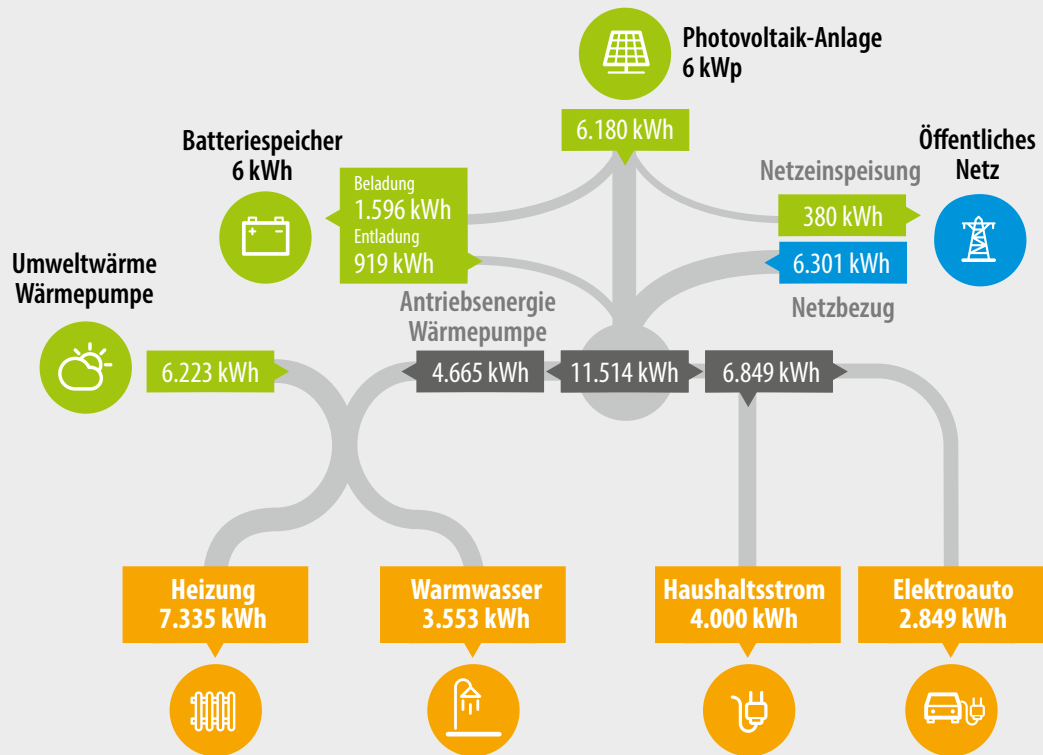 Photovoltaik-Anlage
6 kWp
6.180 kWh
Batteriespeicher
6 kWh
Beladung
1.596 kWh
Entladung
919 kWh
Netzeinspeisung
380 kWh
Öffentliches
Netz
6.301 kWh
Netzbezug
Umweltwärme
Wärmepumpe
6.223 kWh
Antriebsenergie
Wärmepumpe
4.665 kWh
11.514 kWh
6.849 kWh
Heizung
7.335 kWh
Warmwasser
3.553 kWh
Haushaltsstrom
4.000 kWh
Elektroauto
2.849 kWh